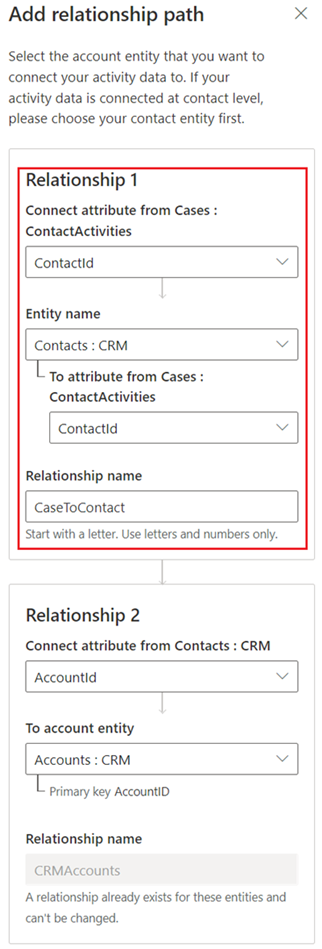 Add relationship path
Select the account entity that you want to
connect your activity data to. If your
activity data is connected at contact level,
please choose your contact entity first.
Relationship 1
Connect attribute from Cases :
ContactActivities
ContactId
Entity name
Contacts : CRM
To attribute from Cases :
ContactActivities
ContactId
Relationship name
CaseToContact
Start with a letter. Use letters and numbers only.
Relationship 2
Connect attribute from Contacts : CRM
AccountId
To account entity
Accounts : CRM
Primary key AccountID
Relationship name
CRMAccounts
A relationship already exists for these entities and
can't be changed.